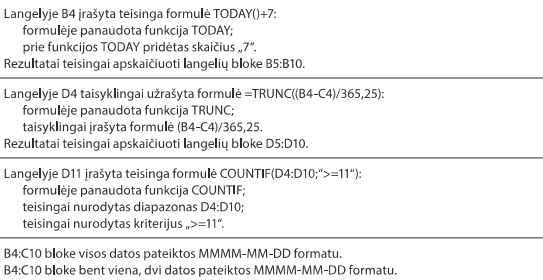 Langelyje B4 įrašyta teisinga formulė TODAY()+7:
formulėje panaudota funkcija TODAY;
prie funkcijos TODAY pridėtas skaičius „7“.
Rezultatai teisingai apskaičiuoti langelių bloke B5:B10.
Langelyje D4 taisyklingai užrašyta formulė =TRUNC((B4-C4)/365,25):
formulėje panaudota funkcija TRUNC;
taisyklingai įrašyta formulė (B4-C4)/365,25.
Rezultatai teisingai apskaičiuoti langelių bloke D5:D10.
Langelyje D11 įrašyta teisinga formulė COUNTIF(D4:D10;“>=11“):
formulėje panaudota funkcija COUNTIF;
teisingai nurodytas diapazonas D4:D10;
teisingai nurodytas kriterijus „>=11“.
B4:C10 bloke visos datos pateiktos MMMM-MM-DD formatu.
B4:C10 bloke bent viena, dvi datos pateiktos MMMM-MM-DD formatu.